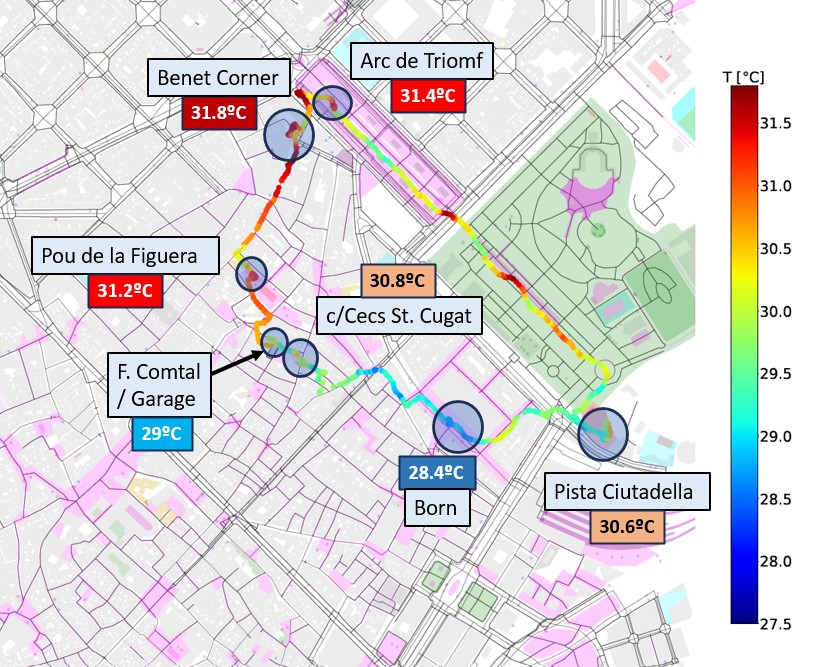 Arc de Triomf
31.4ºC
Benet Corner
31.8ºC
T [°C]
31.5
31.0
30.5
30.0
29.5
29.0
28.5
28.0
27.5
Pou de la Figuera
31.2ºC
30.8ºC
c/Cecs St. Cugat
F. Comtal
/ Garage
29ºC
28.4ºC
Born
Pista Ciutadella
30.6ºC